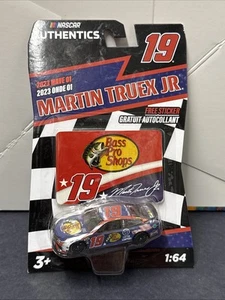 NASCAR
AUTHENTICS
19
2023 WAVE 01
2023 ONDE 01
MARTIN TRUEX JR.
FREE STICKER
GRATUIT AUTOCOLLANT
Bass
Pro
Shops
19
19
3+
1:64